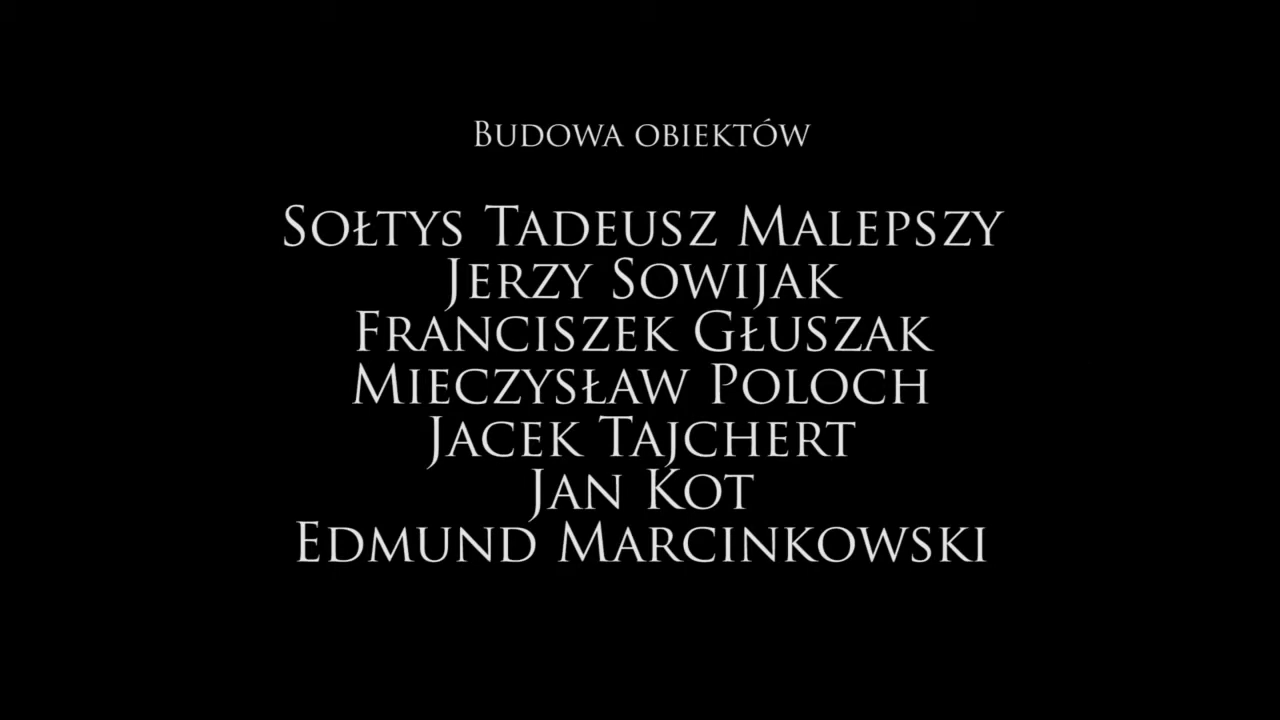 Budowa obiektów
Sołtys Tadeusz Malepszy
Jerzy Sowijak
Franciszek Głuszak
Mieczysław Poloch
Jacek Tajchert
Jan Kot
Edmund Marcinkowski